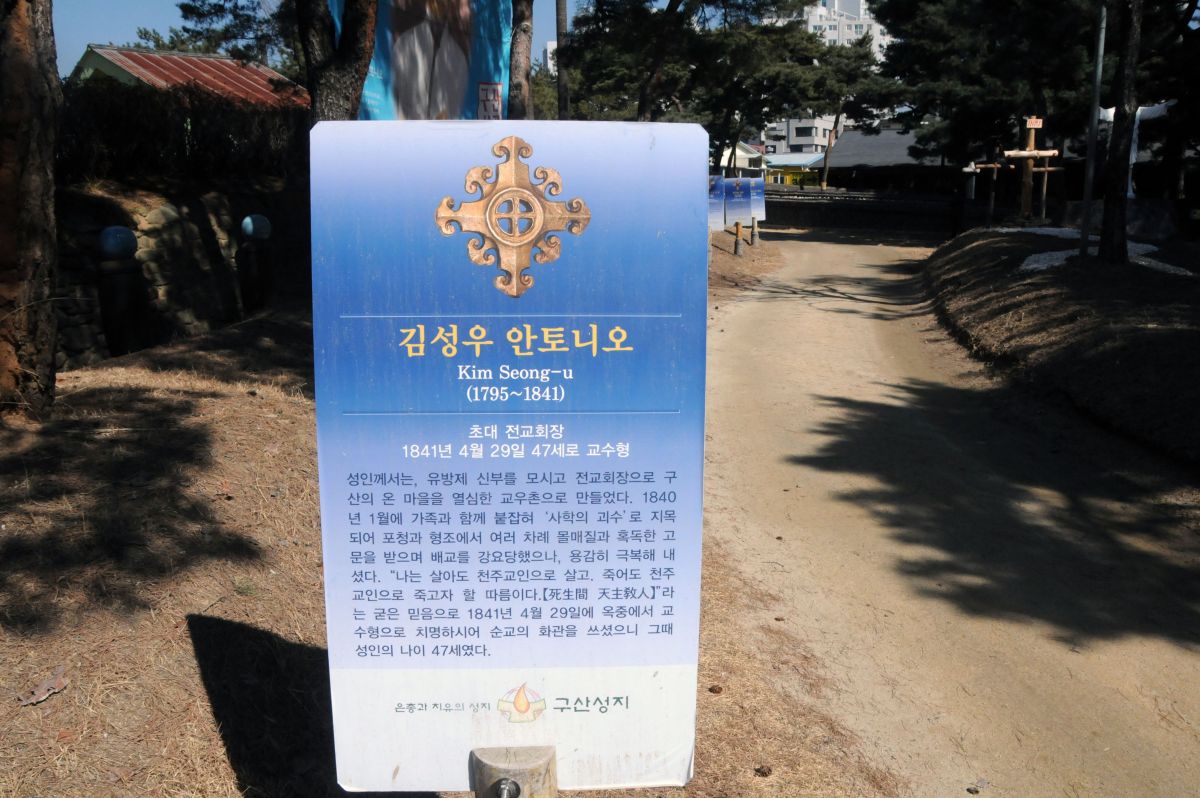 김성우 안토니오
Kim Seong-u
(1795~1841)
초대 전교회장
1841년 4월 29일 47세로 교수형
성인께서는, 유방제 신부를 모시고 전교회장으로 구
산의 온 마을을 열심한 교우촌으로 만들었다. 1840
년 1월에 가족과 함께 붙잡혀 '사학의 괴수'로 지목
되어 포청과 형조에서 여러 차례 몰매질과 혹독한 고
문을 받으며 배교를 강요당했으나, 용감히 극복해 내
셨다. "나는 살아도 천주교인으로 살고. 죽어도 천주
교인으로 죽고자 할 따름이다.【死生間 天主敎人】"라
는 굳은 믿음으로 1841년 4월 29일에 옥중에서 교
수형으로 치명하시어 순교의 화관을 쓰셨으니 그때
성인의 나이 47세였다.
은총과 치유의 성지 구산성지